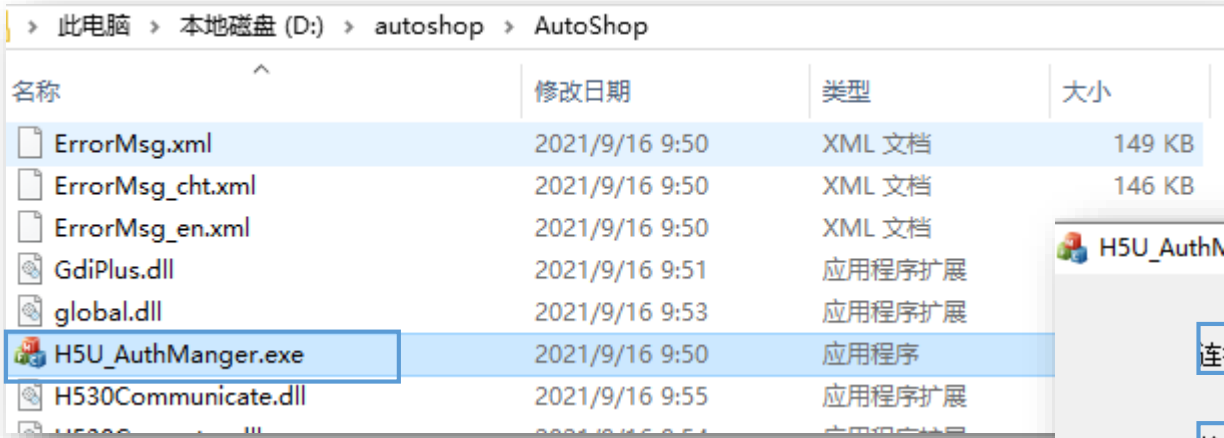 此电脑 > 本地磁盘 (D:) > autoshop > AutoShop
名称 修改日期 类型 大小
ErrorMsg.xml 2021/9/16 9:50 XML 文档 149 KB
ErrorMsg_cht.xml 2021/9/16 9:50 XML 文档 146 KB
ErrorMsg_en.xml 2021/9/16 9:50 XML 文档
H5U_Auth
GdiPlus.dll 2021/9/16 9:51 应用程序扩展
global.dll 2021/9/16 9:53 应用程序扩展
H5U_AuthManger.exe 2021/9/16 9:50 应用程序
H530Communicate.dll 2021/9/16 9:55 应用程序扩展